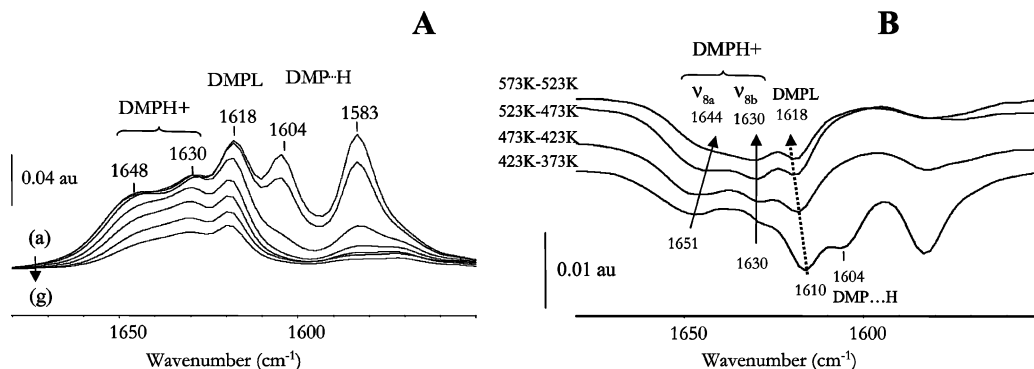 A
DMPL
DMP···H
DMPH+
1618
1604
1583
1648
1630
0.04 au
(a)
(g)
1650
1600
Wavenumber (cm-1)
B
DMPH+
573K-523K
ν8a
ν8b
DMPL
523K-473K
1644
1630
1618
473K-423K
423K-373K
1651
1630
0.01 au
1610
1604
DMP...H
1650
1600
Wavenumber (cm-1)